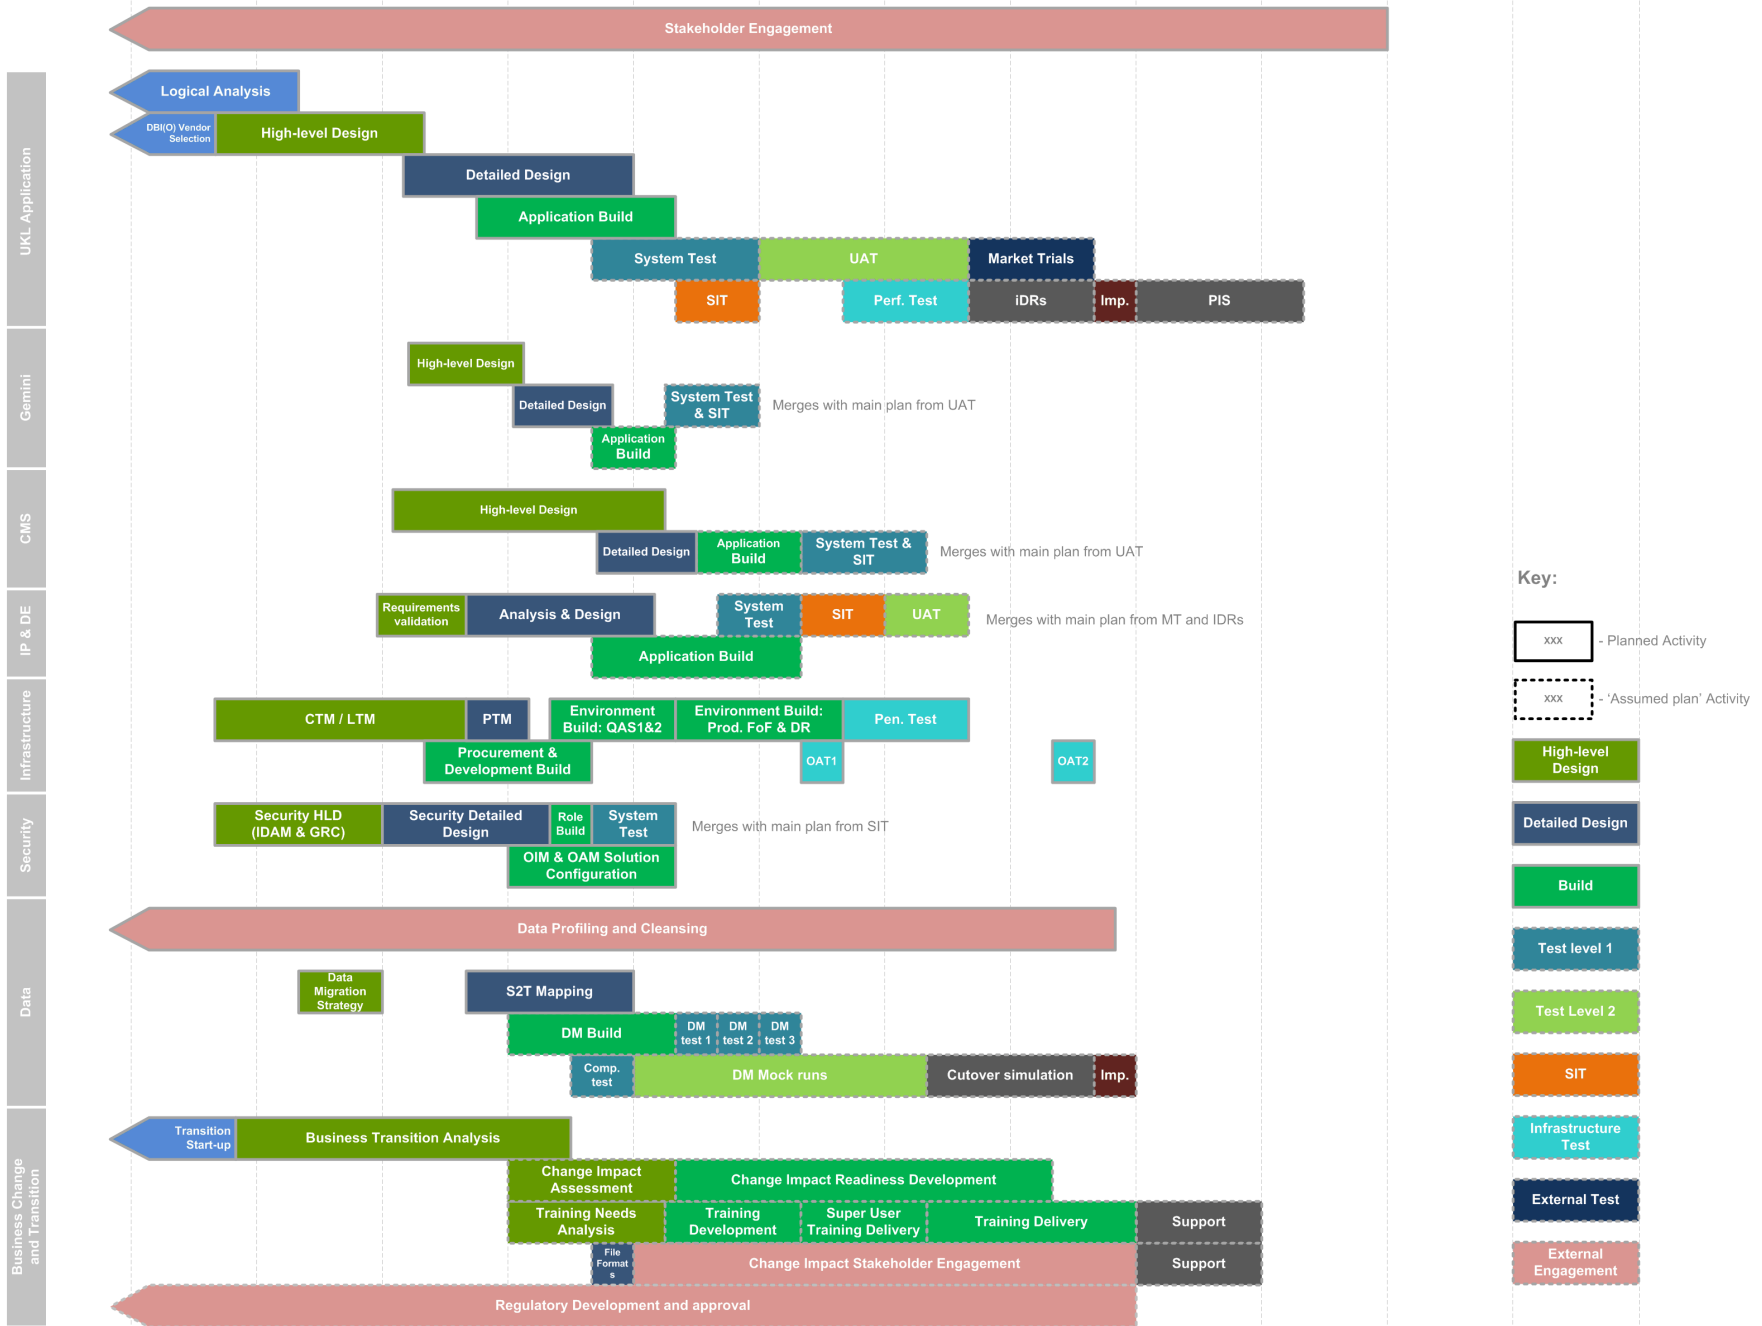 Stakeholder Engagement
UKL Application
Logical Analysis
DBI(O) Vendor
Selection
High-level Design
Detailed Design
Application Build
System Test
UAT
Market Trials
SIT
Perf. Test
iDRs
Imp.
PIS
Gemini
High-level Design
Detailed Design
System Test
& SIT
Merges with main plan from UAT
Application
Build
CMS
High-level Design
Detailed Design
Application
Build
System Test &
SIT
Merges with main plan from UAT
IP & DE
Requirements
validation
Analysis & Design
System
Test
SIT
UAT
Merges with main plan from MT and IDRs
Application Build
Infrastructure
CTM / LTM
PTM
Environment
Build: QAS1&2
Environment Build:
Prod. FoF & DR
Pen. Test
Procurement &
Development Build
OAT1
OAT2
Security
Security HLD
(IDAM & GRC)
Security Detailed
Design
Role
Build
System
Test
Merges with main plan from SIT
OIM & OAM Solution
Configuration
Data
Data Profiling and Cleansing
Data
Migration
Strategy
S2T Mapping
DM Build
DM
test 1
DM
test 2
DM
test 3
Comp.
test
DM Mock runs
Cutover simulation
Imp.
Business Change
and Transition
Transition
Start-up
Business Transition Analysis
Change Impact
Assessment
Change Impact Readiness Development
Training Needs
Analysis
Training
Development
Super User
Training Delivery
Training Delivery
Support
File
Format
s
Change Impact Stakeholder Engagement
Support
Regulatory Development and approval
Key:
xxx
- Planned Activity
xxx
- ‘Assumed plan’ Activity
High-level
Design
Detailed Design
Build
Test level 1
Test Level 2
SIT
Infrastructure
Test
External Test
External
Engagement